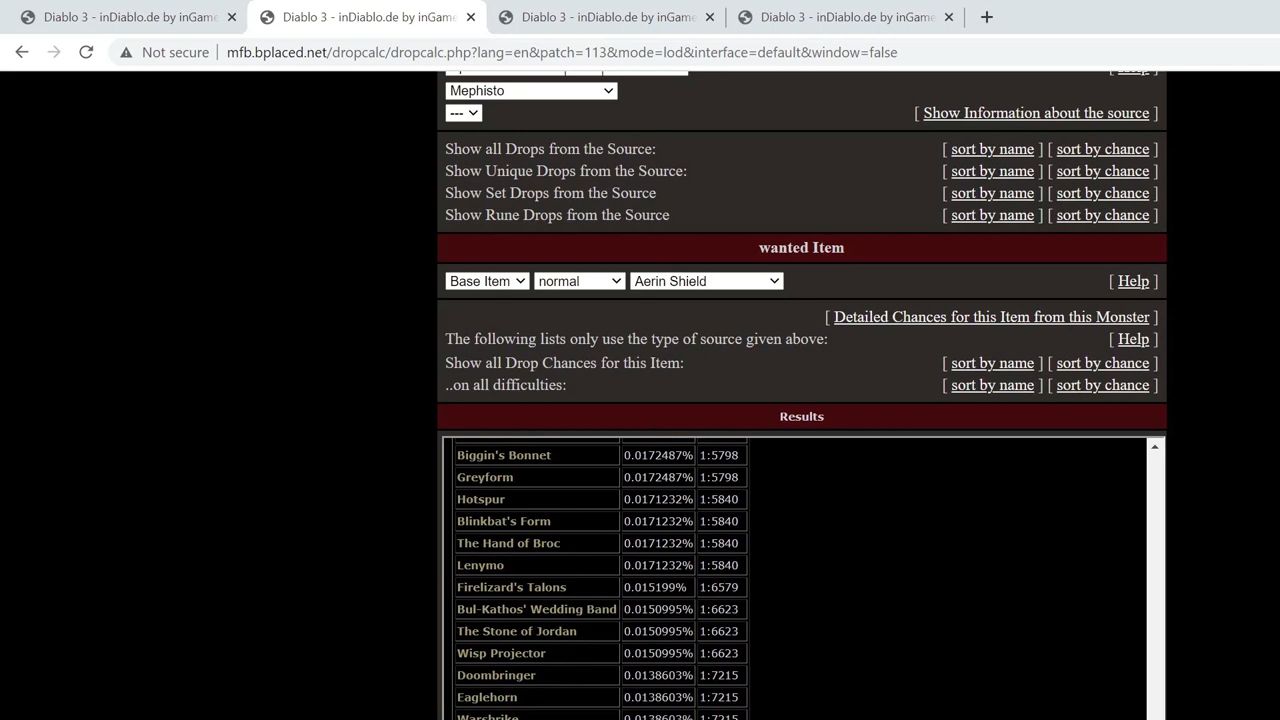 Diablo 3 - inDiablo.de by inGame
Diablo 3 - inDiablo.de by inGame
Diablo 3 - inDiablo.de by inGame
Diablo 3 - inDiablo.de by inGame
Not secure mfb.bplaced.net/dropcalc/dropcalc.php?lang=en&patch=113&mode=lod&interface=default&window=false
Mephisto
--- [ Show Information about the source ]
Show all Drops from the Source: [ sort by name ] [ sort by chance ]
Show Unique Drops from the Source: [ sort by name ] [ sort by chance ]
Show Set Drops from the Source [ sort by name ] [ sort by chance ]
Show Rune Drops from the Source [ sort by name ] [ sort by chance ]
wanted Item
Base Item normal Aerin Shield [ Help ]
[ Detailed Chances for this Item from this Monster ]
The following lists only use the type of source given above: [ Help ]
Show all Drop Chances for this Item: [ sort by name ] [ sort by chance ]
..on all difficulties: [ sort by name ] [ sort by chance ]
Results
Biggin's Bonnet 0.0172487% 1:5798
Greyform 0.0172487% 1:5798
Hotspur 0.0171232% 1:5840
Blinkbat's Form 0.0171232% 1:5840
The Hand of Broc 0.0171232% 1:5840
Lenymo 0.0171232% 1:5840
Firelizard's Talons 0.015199% 1:6579
Bul-Kathos' Wedding Band 0.0150995% 1:6623
The Stone of Jordan 0.0150995% 1:6623
Wisp Projector 0.0150995% 1:6623
Doombringer 0.0138603% 1:7215
Eaglehorn 0.0138603% 1:7215
Warshrike 0.0138603% 1:7215